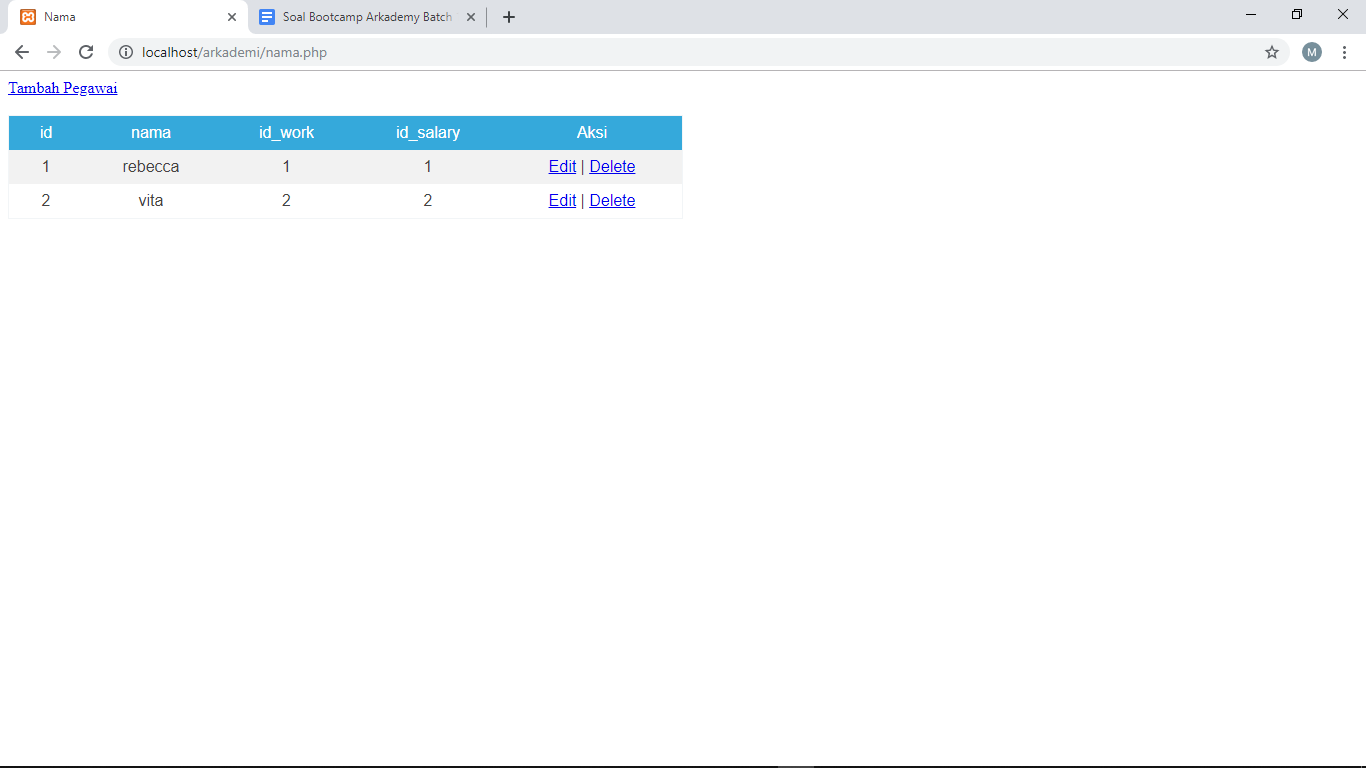 Nama
Soal Bootcamp Arkademy Batch
localhost/arkademi/nama.php
M
Tambah Pegawai
id nama id_work id_salary Aksi
1 rebecca 1 1 Edit | Delete
2 vita 2 2 Edit | Delete